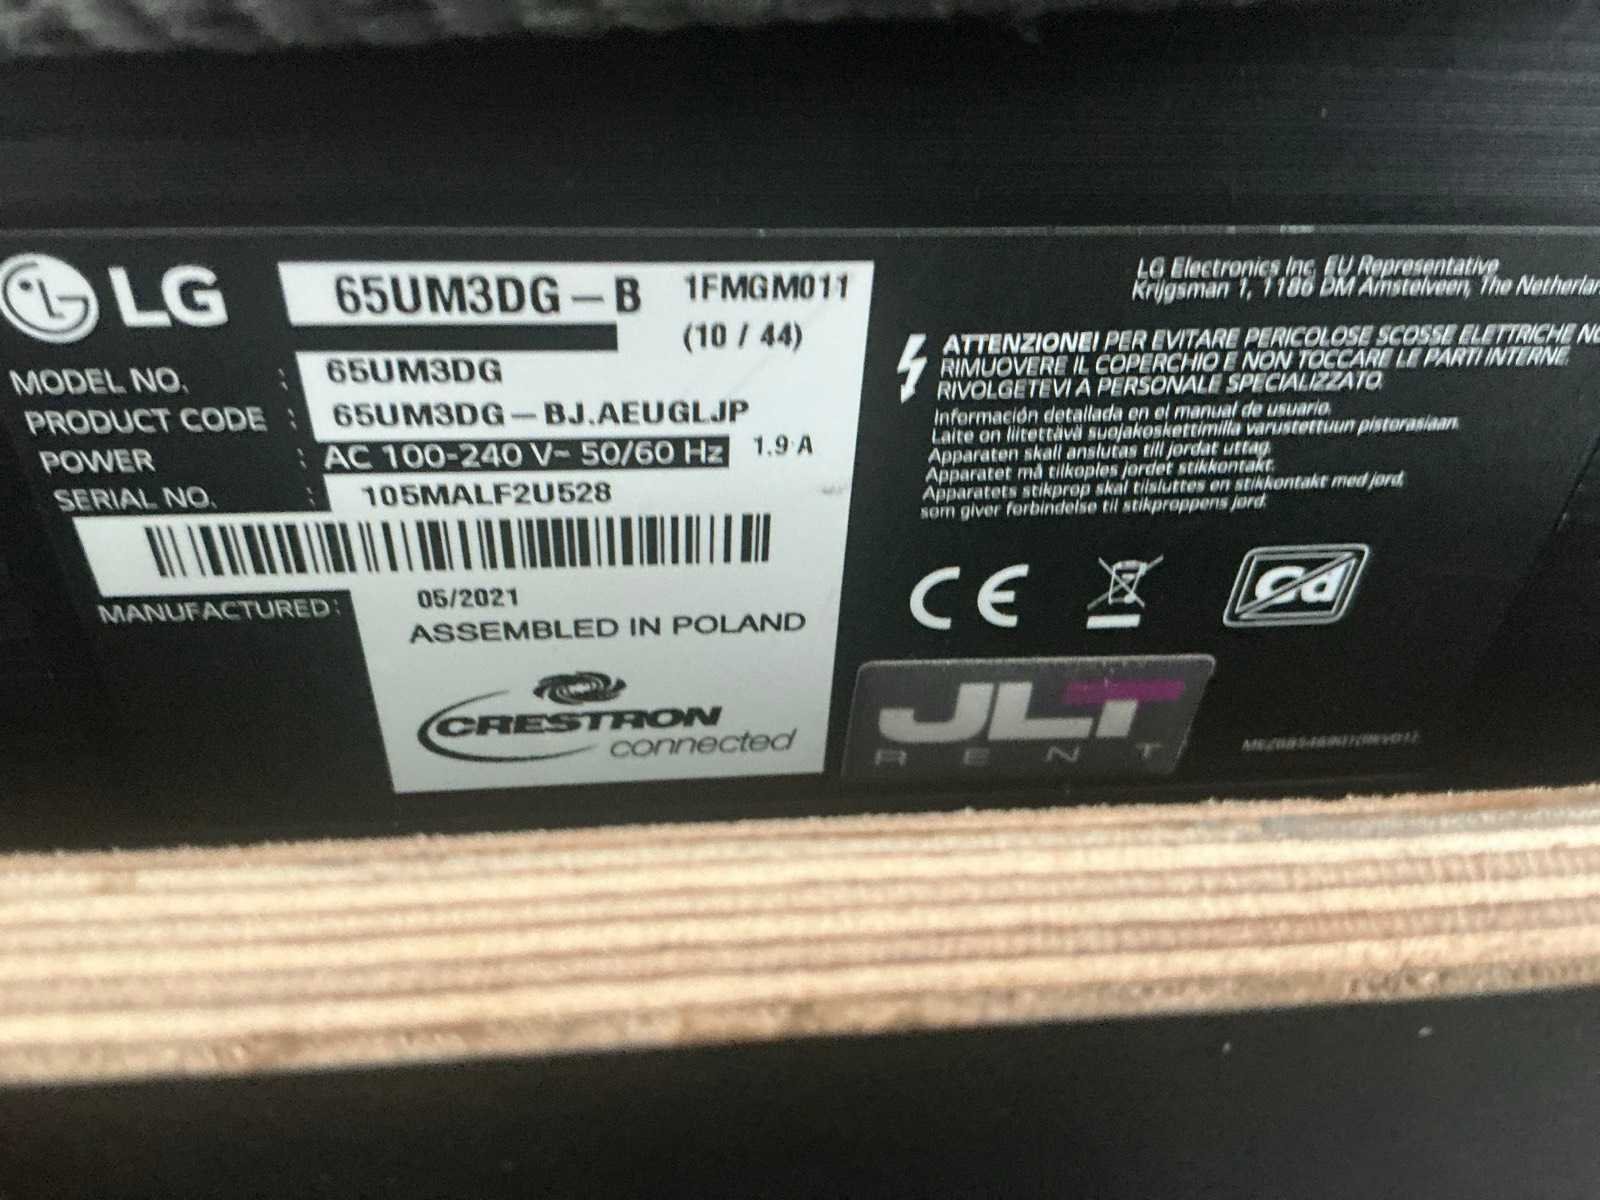 LG
65UM3DG-B 1FMGM011
(10 / 44)
MODEL NO. : 65UM3DG
PRODUCT CODE : 65UM3DG-BJ.AEUGLJP
POWER : AC 100-240 V~ 50/60 Hz 1.9 A
SERIAL NO. : 105MALF2U528
MANUFACTURED: 05/2021
ASSEMBLED IN POLAND
CRESTRON
connected
LG Electronics Inc. EU Representative
Krijgsman 1, 1186 DM Amstelveen, The Netherlan
ATTENZIONE! PER EVITARE PERICOLOSE SCOSSE ELETTRICHE NO
RIMUOVERE IL COPERCHIO E NON TOCCARE LE PARTI INTERNE.
RIVOLGETEVI A PERSONALE SPECIALIZZATO.
Información detallada en el manual de usuario.
Laite on liitettävä suojakoskettimilla varustettuun pistorasiaan.
Apparaten skall anslutas till jordat uttag.
Apparatet må tilkoples jordet stikkontakt.
Apparatets stikprop skal tilsluttes en stikkontakt med jord,
som giver forbindelse til stikproppens jord.
CE
Cd
JLT
RENT